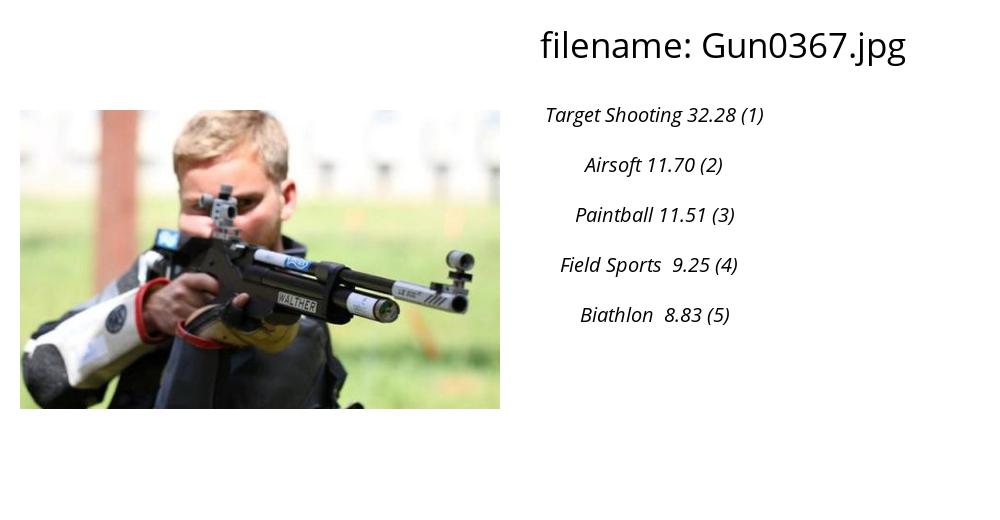 filename: Gun0367.jpg
Target Shooting 32.28 (1)
Airsoft 11.70 (2)
Paintball 11.51 (3)
Field Sports 9.25 (4)
Biathlon 8.83 (5)
WALTHER